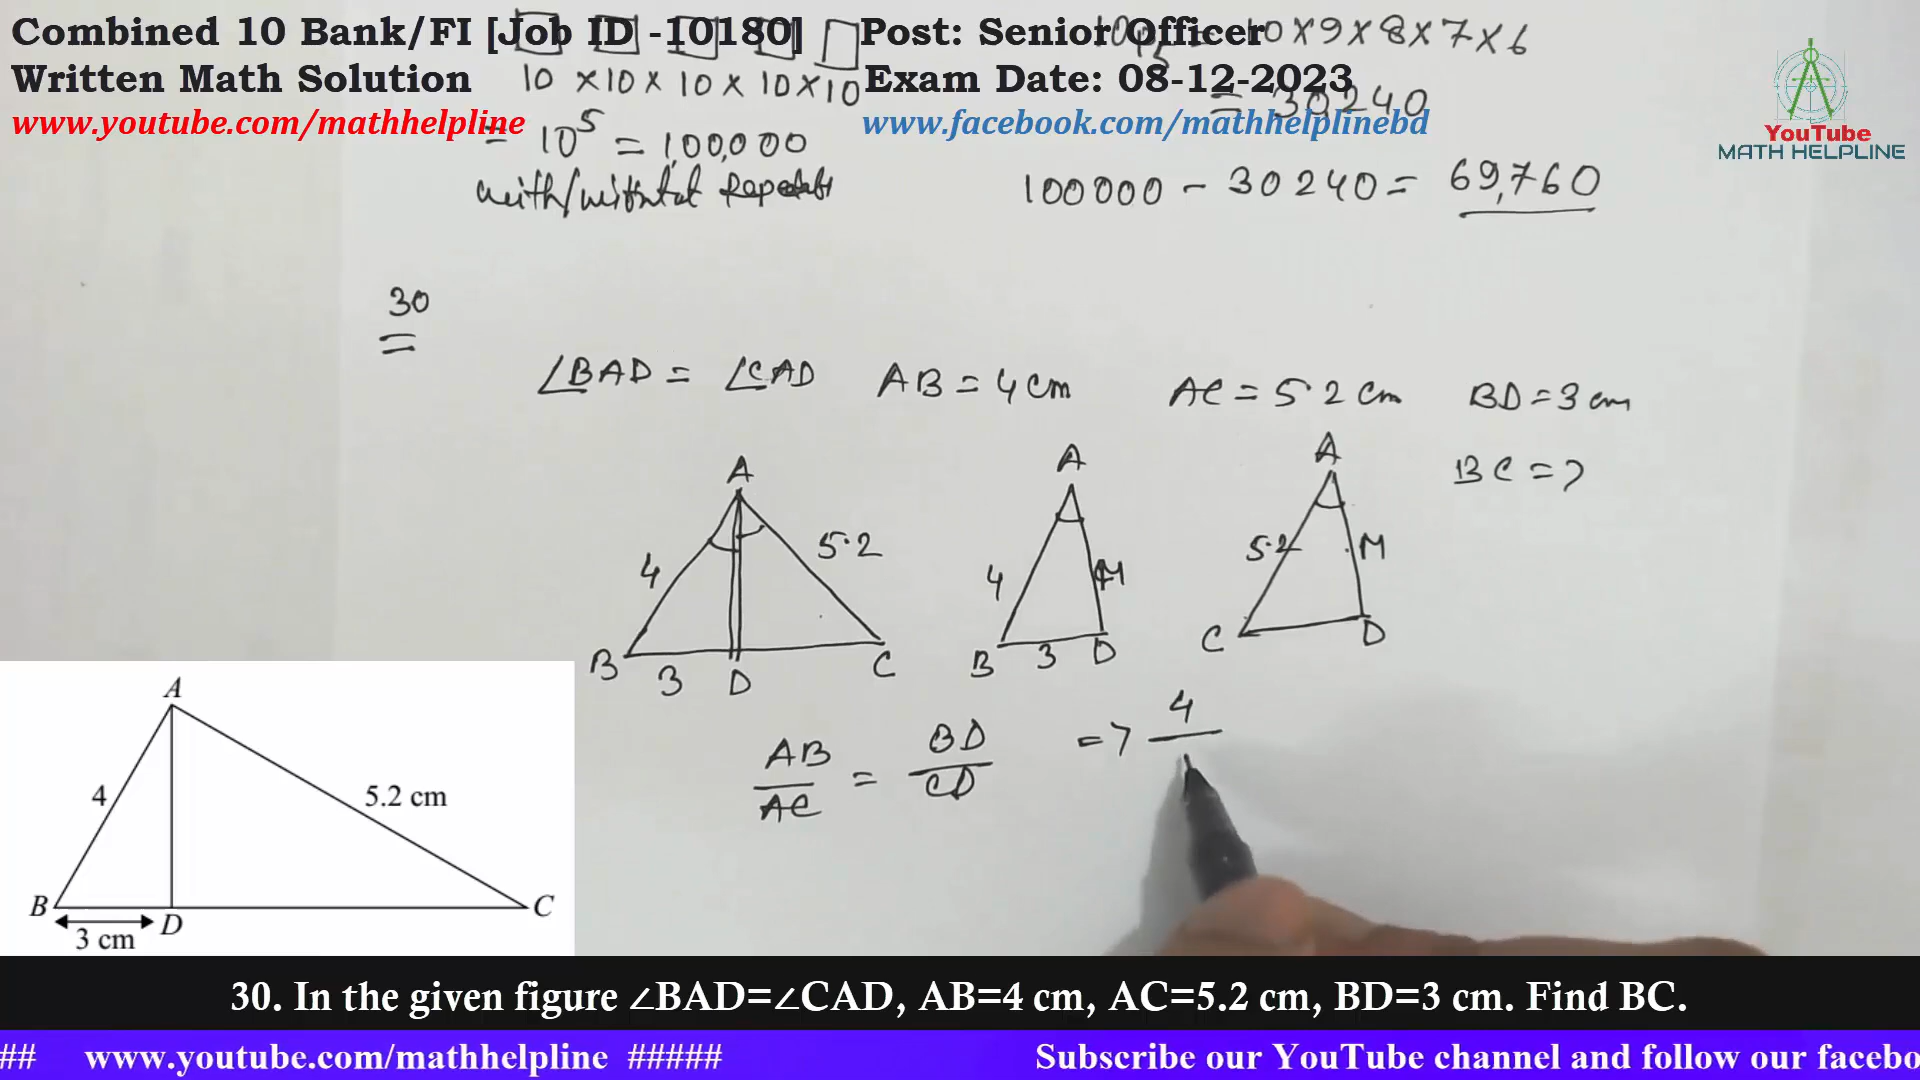 Combined 10 Bank/FI [Job ID -10180]
Post: Senior Officer
10 × 9 × 8 × 7 × 6
Written Math Solution
10 × 10 × 10 × 10 × 10
Exam Date: 08-12-2023
= 30240
www.youtube.com/mathhelpline
www.facebook.com/mathhelplinebd
YouTube
MATH HELPLINE
= 10⁵ = 1,00,000
100000 - 30240 = 69,760
30
=
∠BAD = ∠CAD AB = 4 cm AC = 5.2 cm BD = 3 cm
BC = ?
A
4
5.2
B 3 D C
A
4 M
B 3 D
A
5.2 M
C D
AB/AC = BD/CD => 4
A
4
5.2 cm
B D C
3 cm
30. In the given figure ∠BAD=∠CAD, AB=4 cm, AC=5.2 cm, BD=3 cm. Find BC.
## www.youtube.com/mathhelpline ##### Subscribe our YouTube channel and follow our facebo